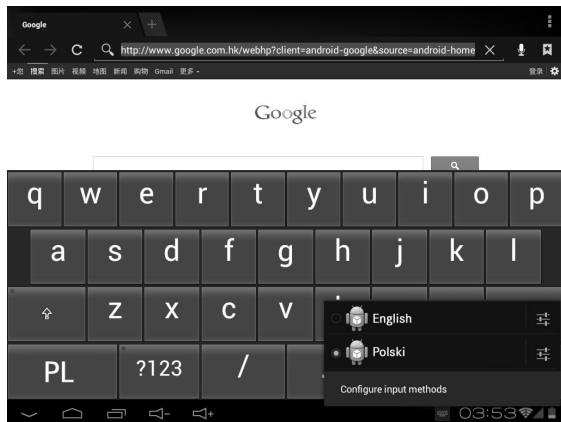 Google
http://www.google.com.hk/webhp?client=android-google&source=android-home
+您 搜索 图片 视频 地图 新闻 购物 Gmail 更多 登录
Google
q w e r t y u i o p
a s d f g h j k l
z x c v
English
PL ?123 /
Polski
Configure input methods
03:53